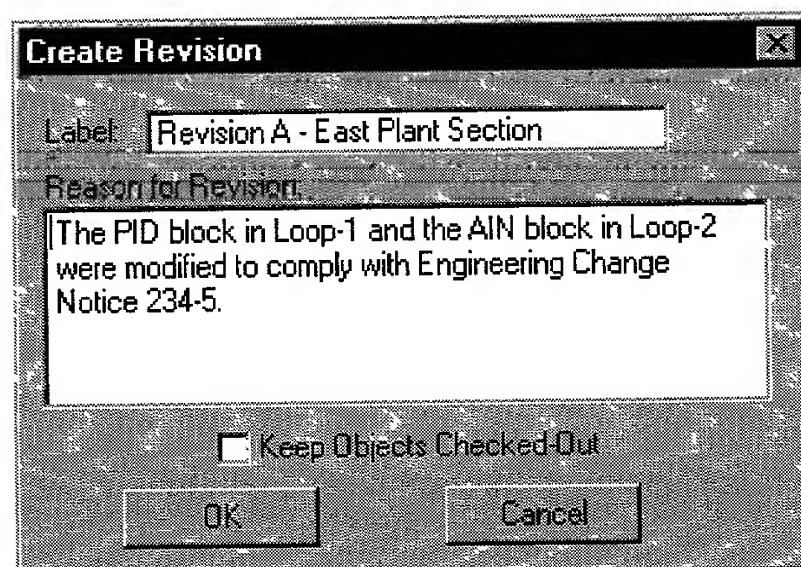 Create Revision
Label: Revision A - East Plant Section
Reason for Revision:
The PID block in Loop-1 and the AIN block in Loop-2
were modified to comply with Engineering Change
Notice 234-5.
Keep Objects Checked-Out
OK Cancel